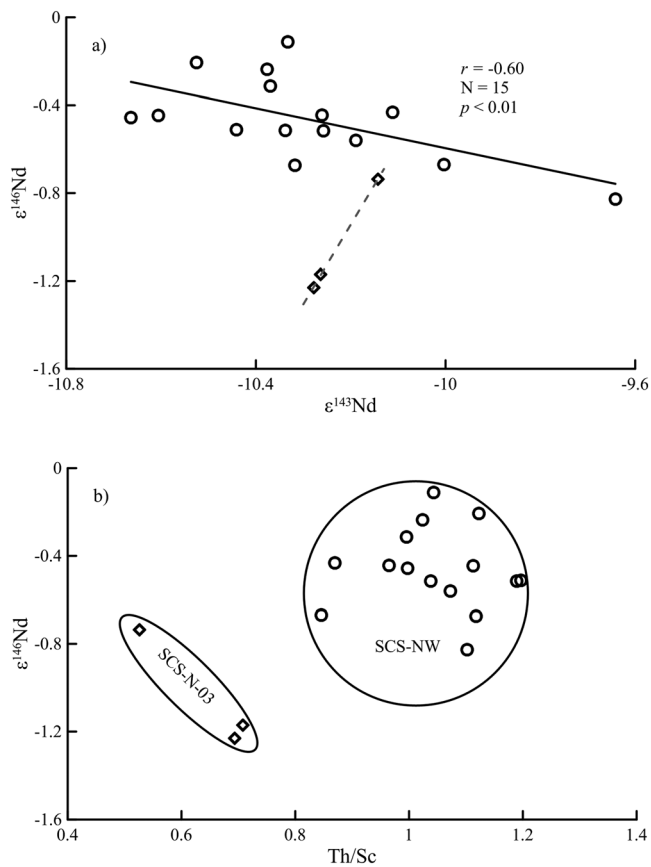 0
a)
r = -0.60
N = 15
p < 0.01
-0.4
-0.8
-1.2
-1.6
ε¹⁴⁶Nd
-10.8
-10.4
-10
-9.6
ε¹⁴³Nd
0
b)
-0.4
-0.8
-1.2
-1.6
ε¹⁴⁶Nd
SCS-NW
SCS-N-03
0.4
0.6
0.8
1
1.2
1.4
Th/Sc